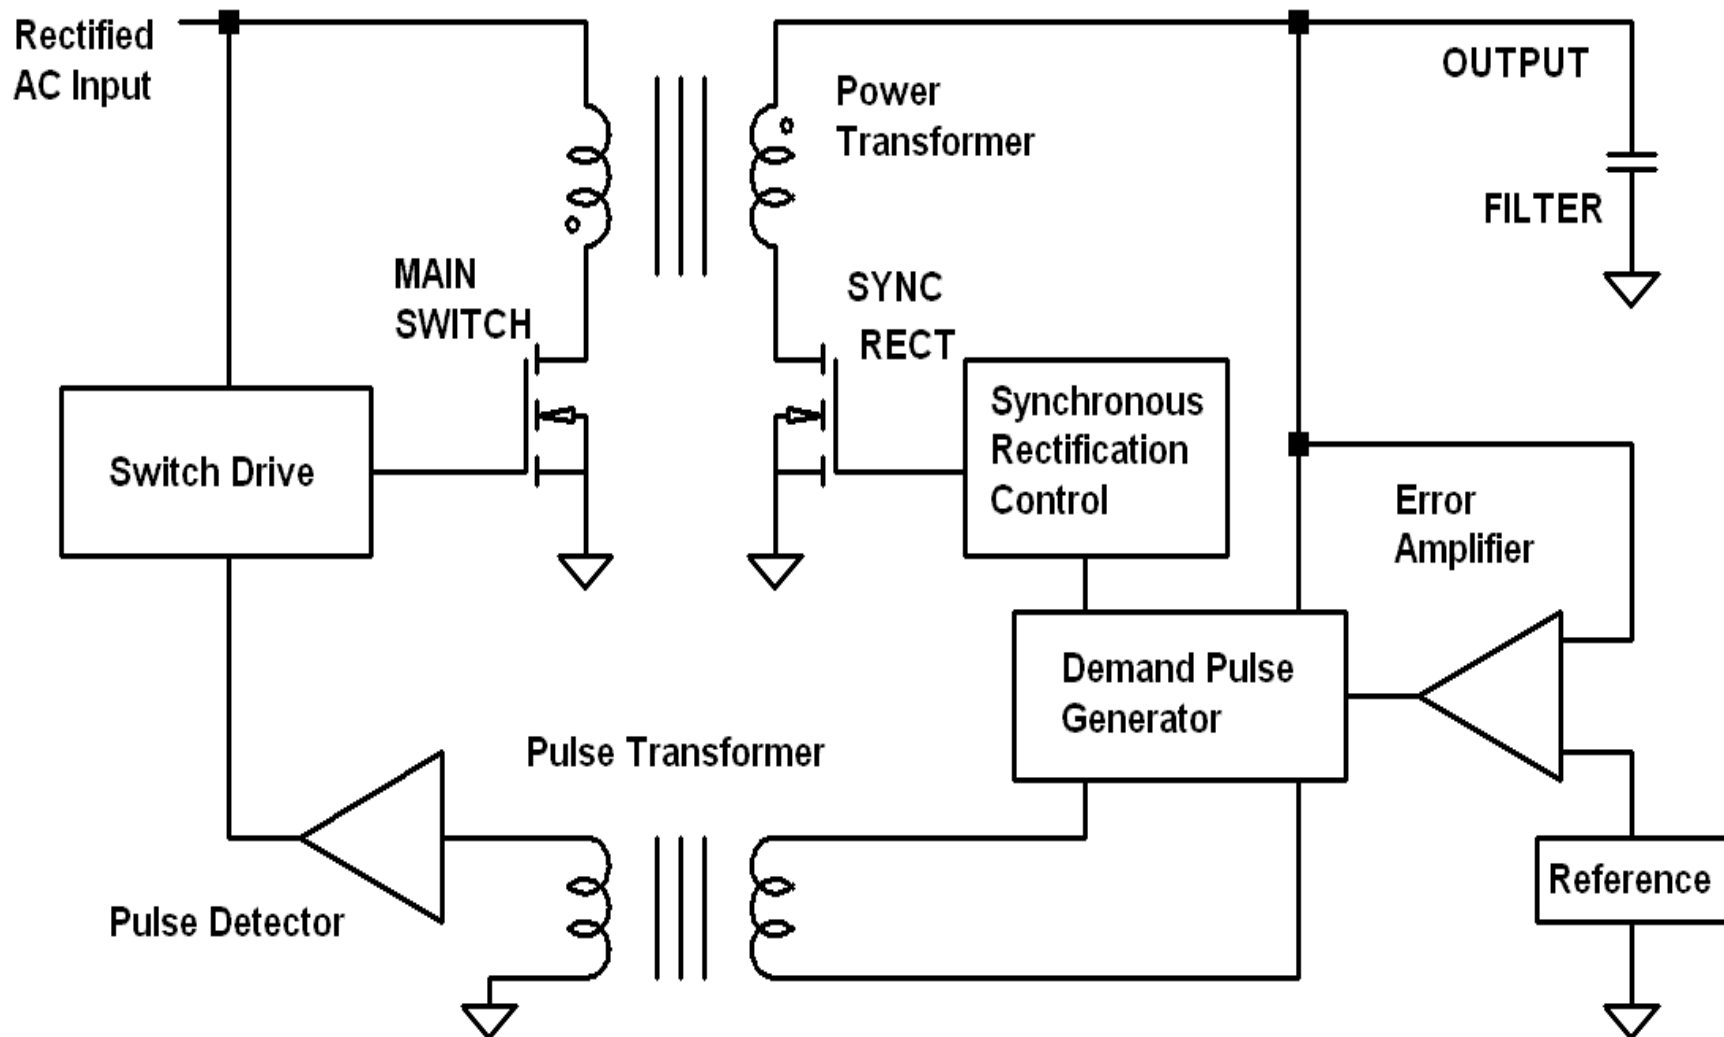 Rectified
AC Input
OUTPUT
Power
Transformer
FILTER
MAIN
SWITCH
SYNC
RECT
Synchronous
Rectification
Control
Switch Drive
Error
Amplifier
Demand Pulse
Generator
Pulse Transformer
Reference
Pulse Detector